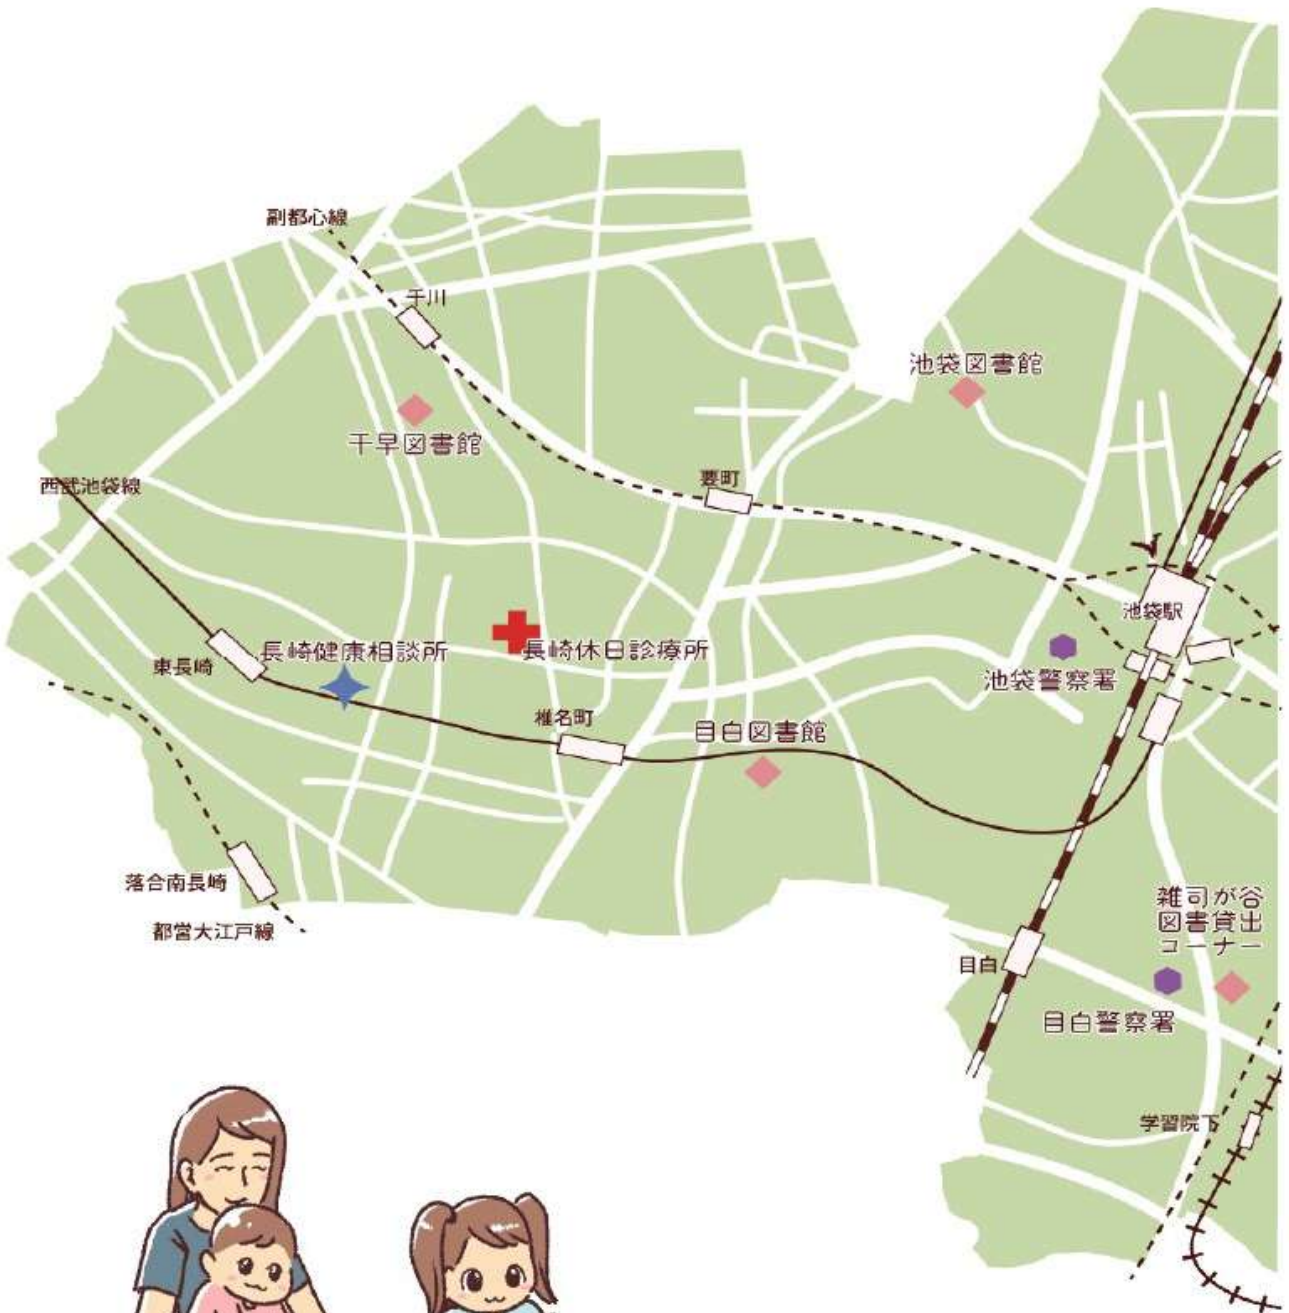 副都心線
千川
池袋図書館
千早図書館
要町
西武池袋線
池袋駅
長崎健康相談所
長崎休日診療所
東長崎
池袋警察署
椎名町
目白図書館
落合南長崎
都営大江戸線
雑司が谷
図書貸出
コーナー
目白
目白警察署
学習院下